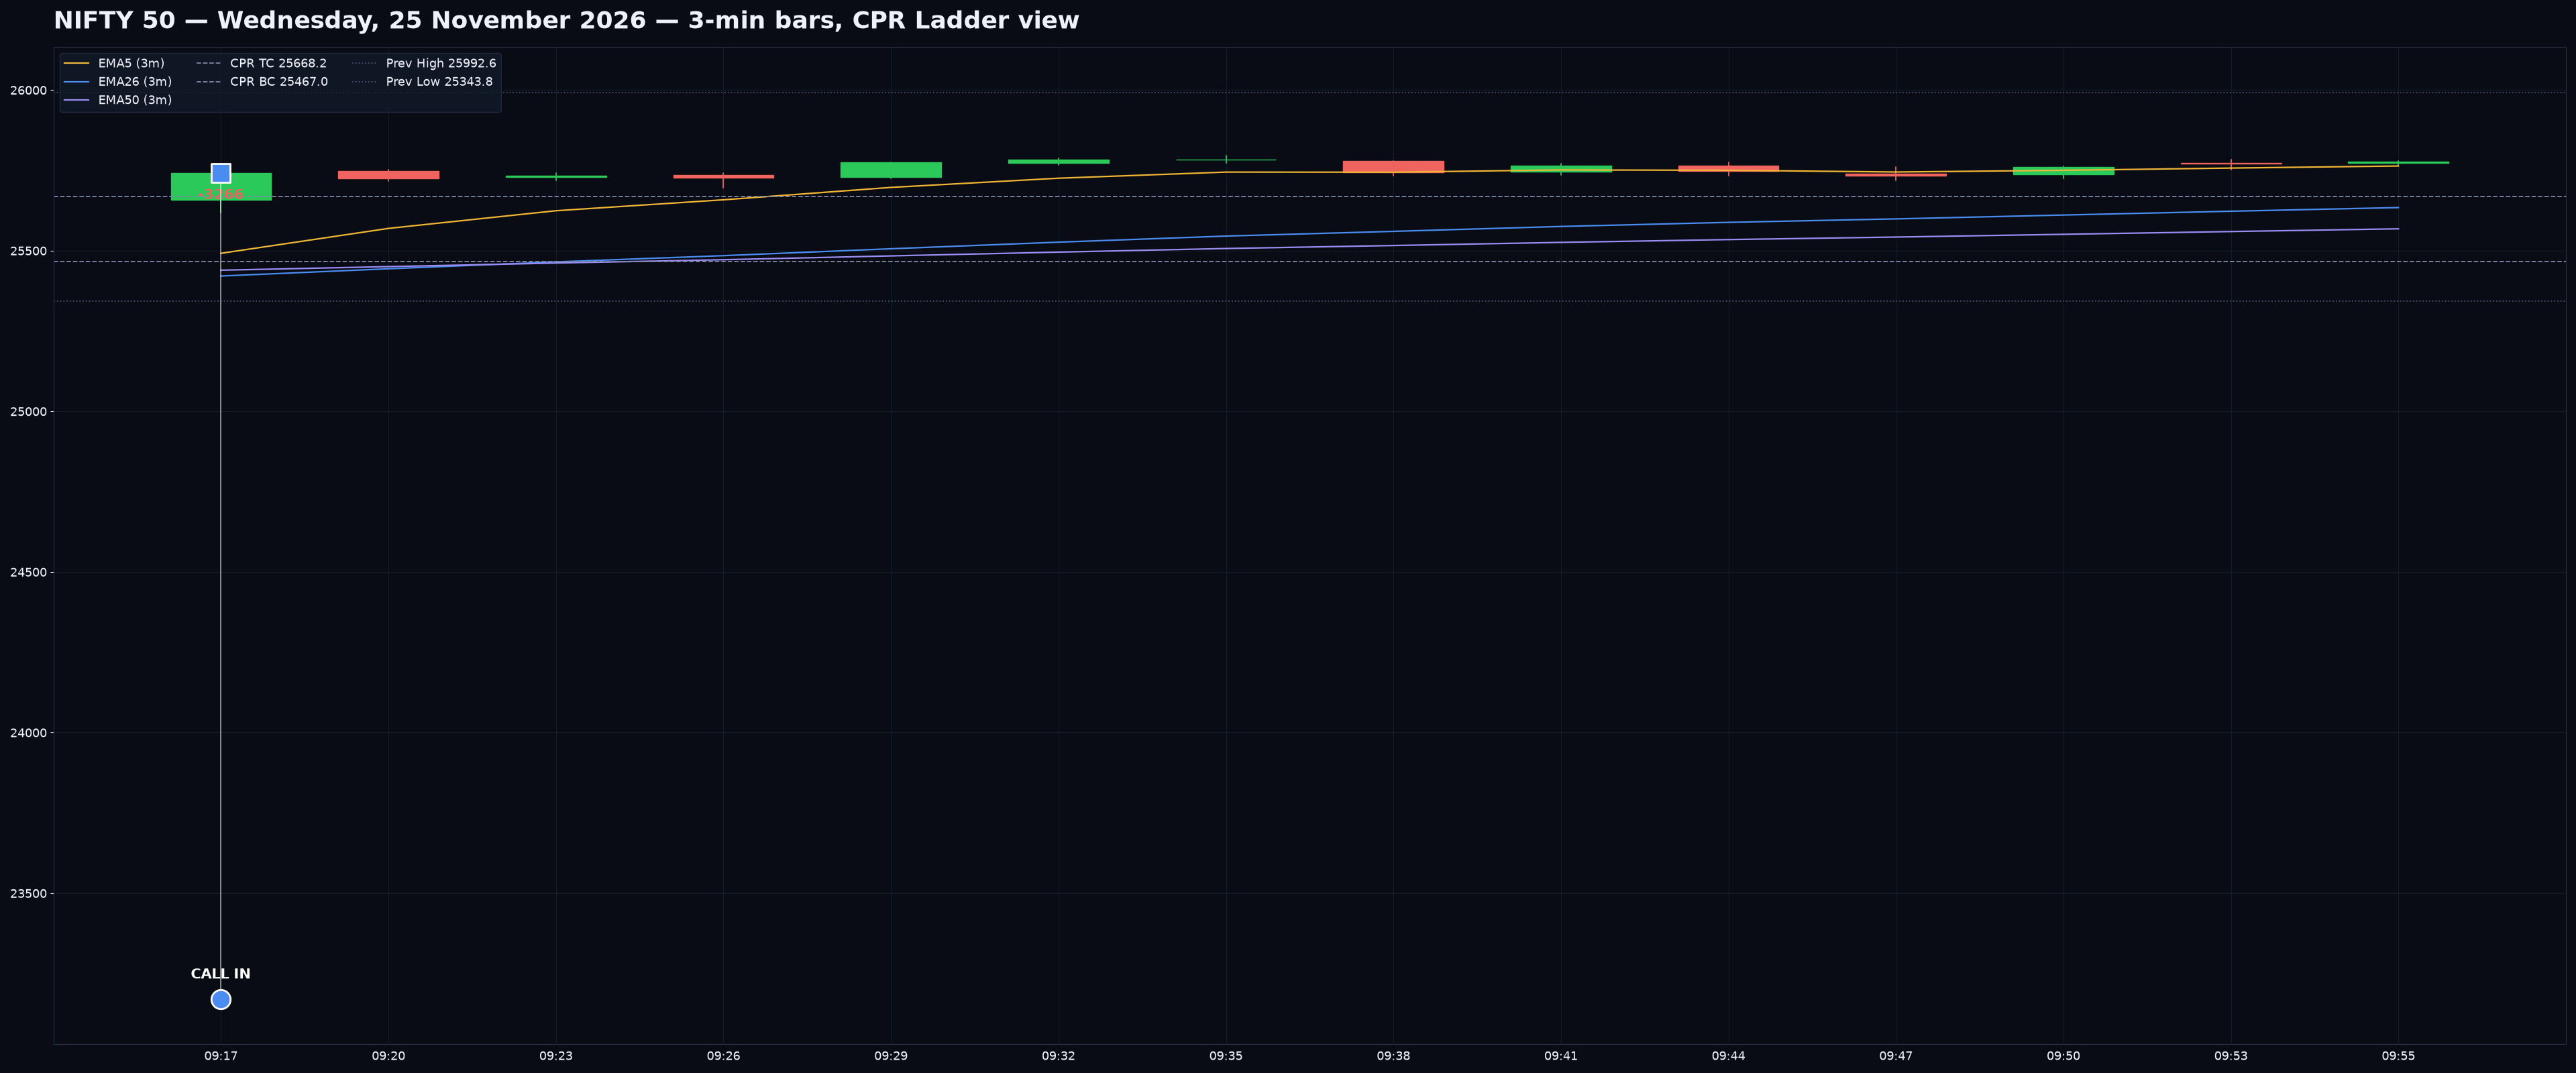 NIFTY 50 — Wednesday, 25 November 2026 — 3-min bars, CPR Ladder view
EMA5 (3m) CPR TC 25668.2 Prev High 25992.6
EMA26 (3m) CPR BC 25467.0 Prev Low 25343.8
EMA50 (3m)
26000
25500
25000
24500
24000
23500
CALL IN
09:17 09:20 09:23 09:26 09:29 09:32 09:35 09:38 09:41 09:44 09:47 09:50 09:53 09:55